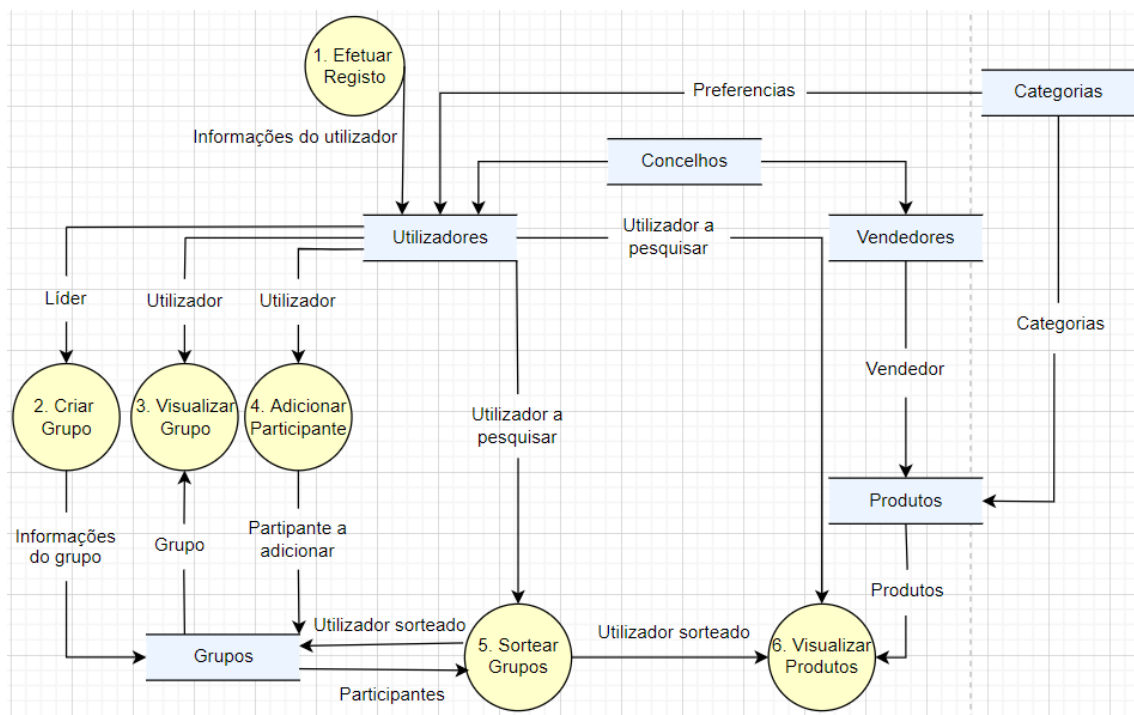 1. Efetuar
Registo
Preferencias
Categorias
Informações do utilizador
Concelhos
Utilizadores
Utilizador a
pesquisar
Vendedores
Líder
Utilizador
Utilizador
Categorias
Vendedor
2. Criar
Grupo
3. Visualizar
Grupo
4. Adicionar
Participante
Utilizador a
pesquisar
Produtos
Informações
do grupo
Grupo
Partipante a
adicionar
Produtos
Utilizador sorteado
Utilizador sorteado
Grupos
5. Sortear
Grupos
6. Visualizar
Produtos
Participantes